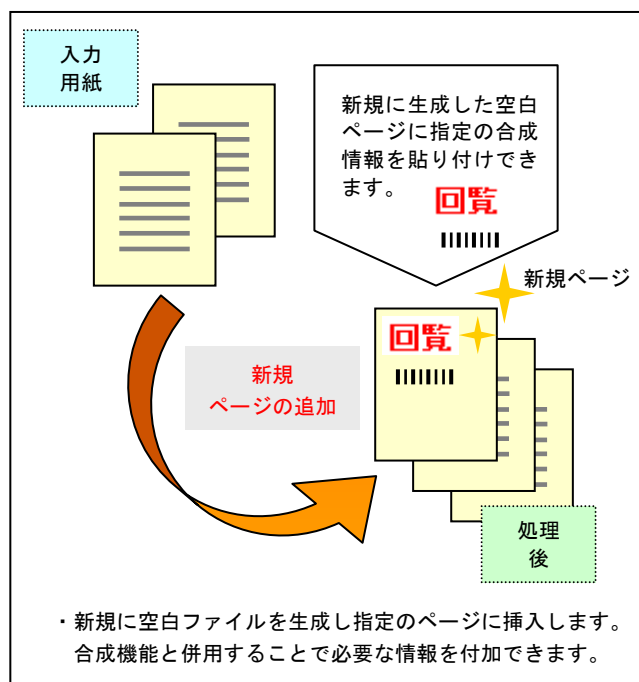 入力
用紙
新規に生成した空白
ページに指定の合成
情報を貼り付けでき
ます。
回覧
新規ページ
回覧
新規
ページの追加
処理
後
・新規に空白ファイルを生成し指定のページに挿入します。
合成機能と併用することで必要な情報を付加できます。